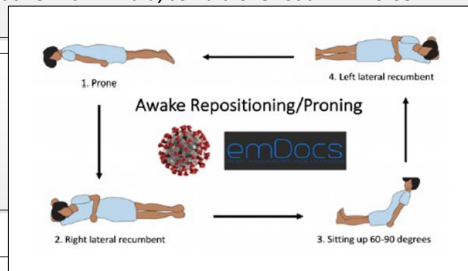 1. Prone
4. Left lateral recumbent
Awake Repositioning/Proning
emDocs
2. Right lateral recumbent
3. Sitting up 60-90 degrees